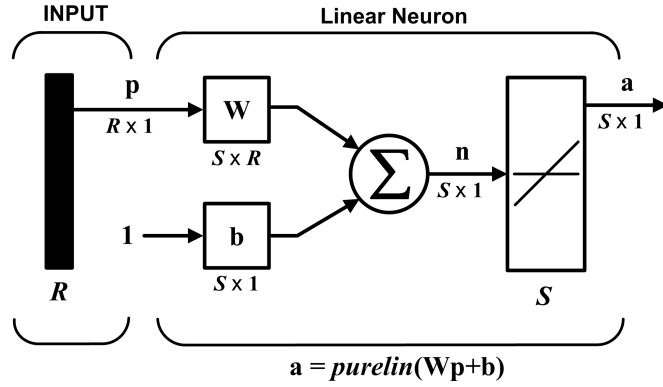 INPUT
Linear Neuron
p
R x 1
W
S x R
1
b
S x 1
Σ
n
S x 1
a
S x 1
R
S
a = purelin(Wp+b)